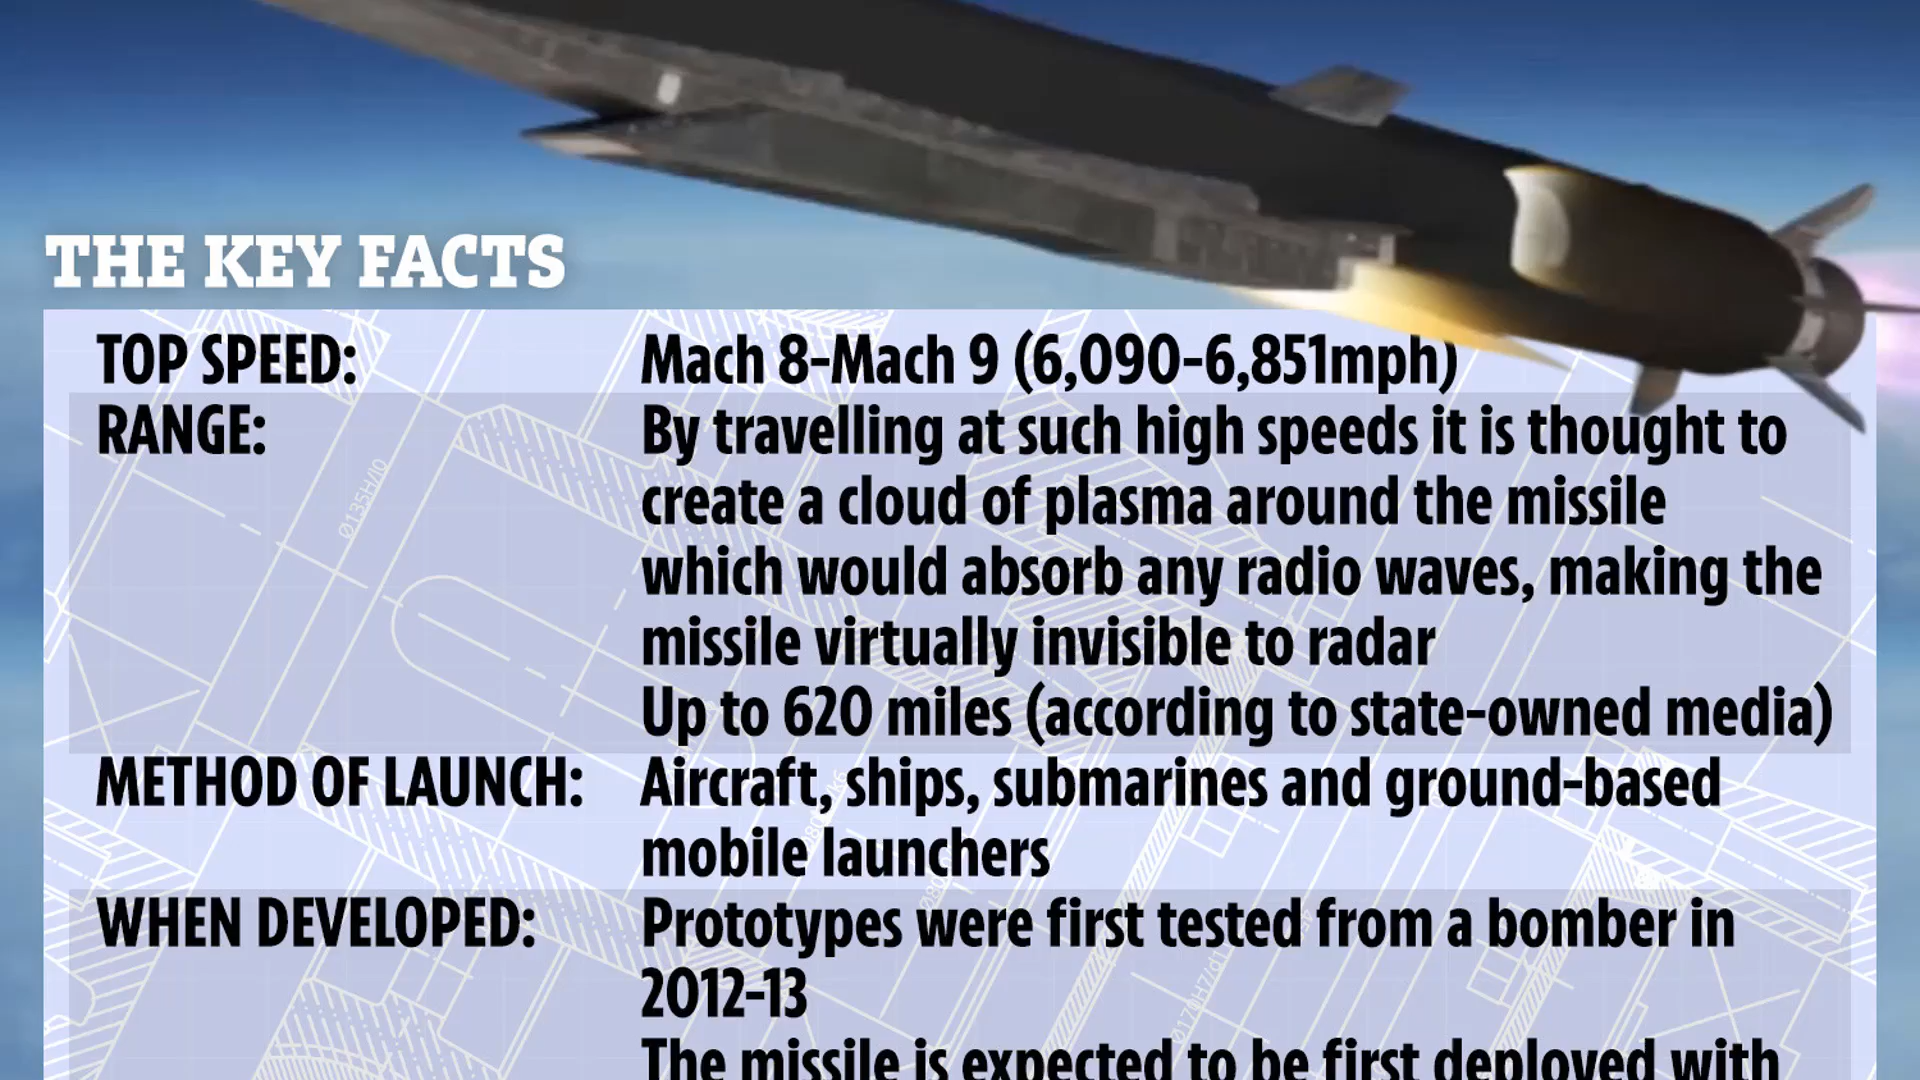 THE KEY FACTS
TOP SPEED: Mach 8-Mach 9 (6,090-6,851mph)
RANGE: By travelling at such high speeds it is thought to
create a cloud of plasma around the missile
which would absorb any radio waves, making the
missile virtually invisible to radar
Up to 620 miles (according to state-owned media)
METHOD OF LAUNCH: Aircraft, ships, submarines and ground-based
mobile launchers
WHEN DEVELOPED: Prototypes were first tested from a bomber in
2012-13
The missile is expected to be first deployed with
Ø135H/10